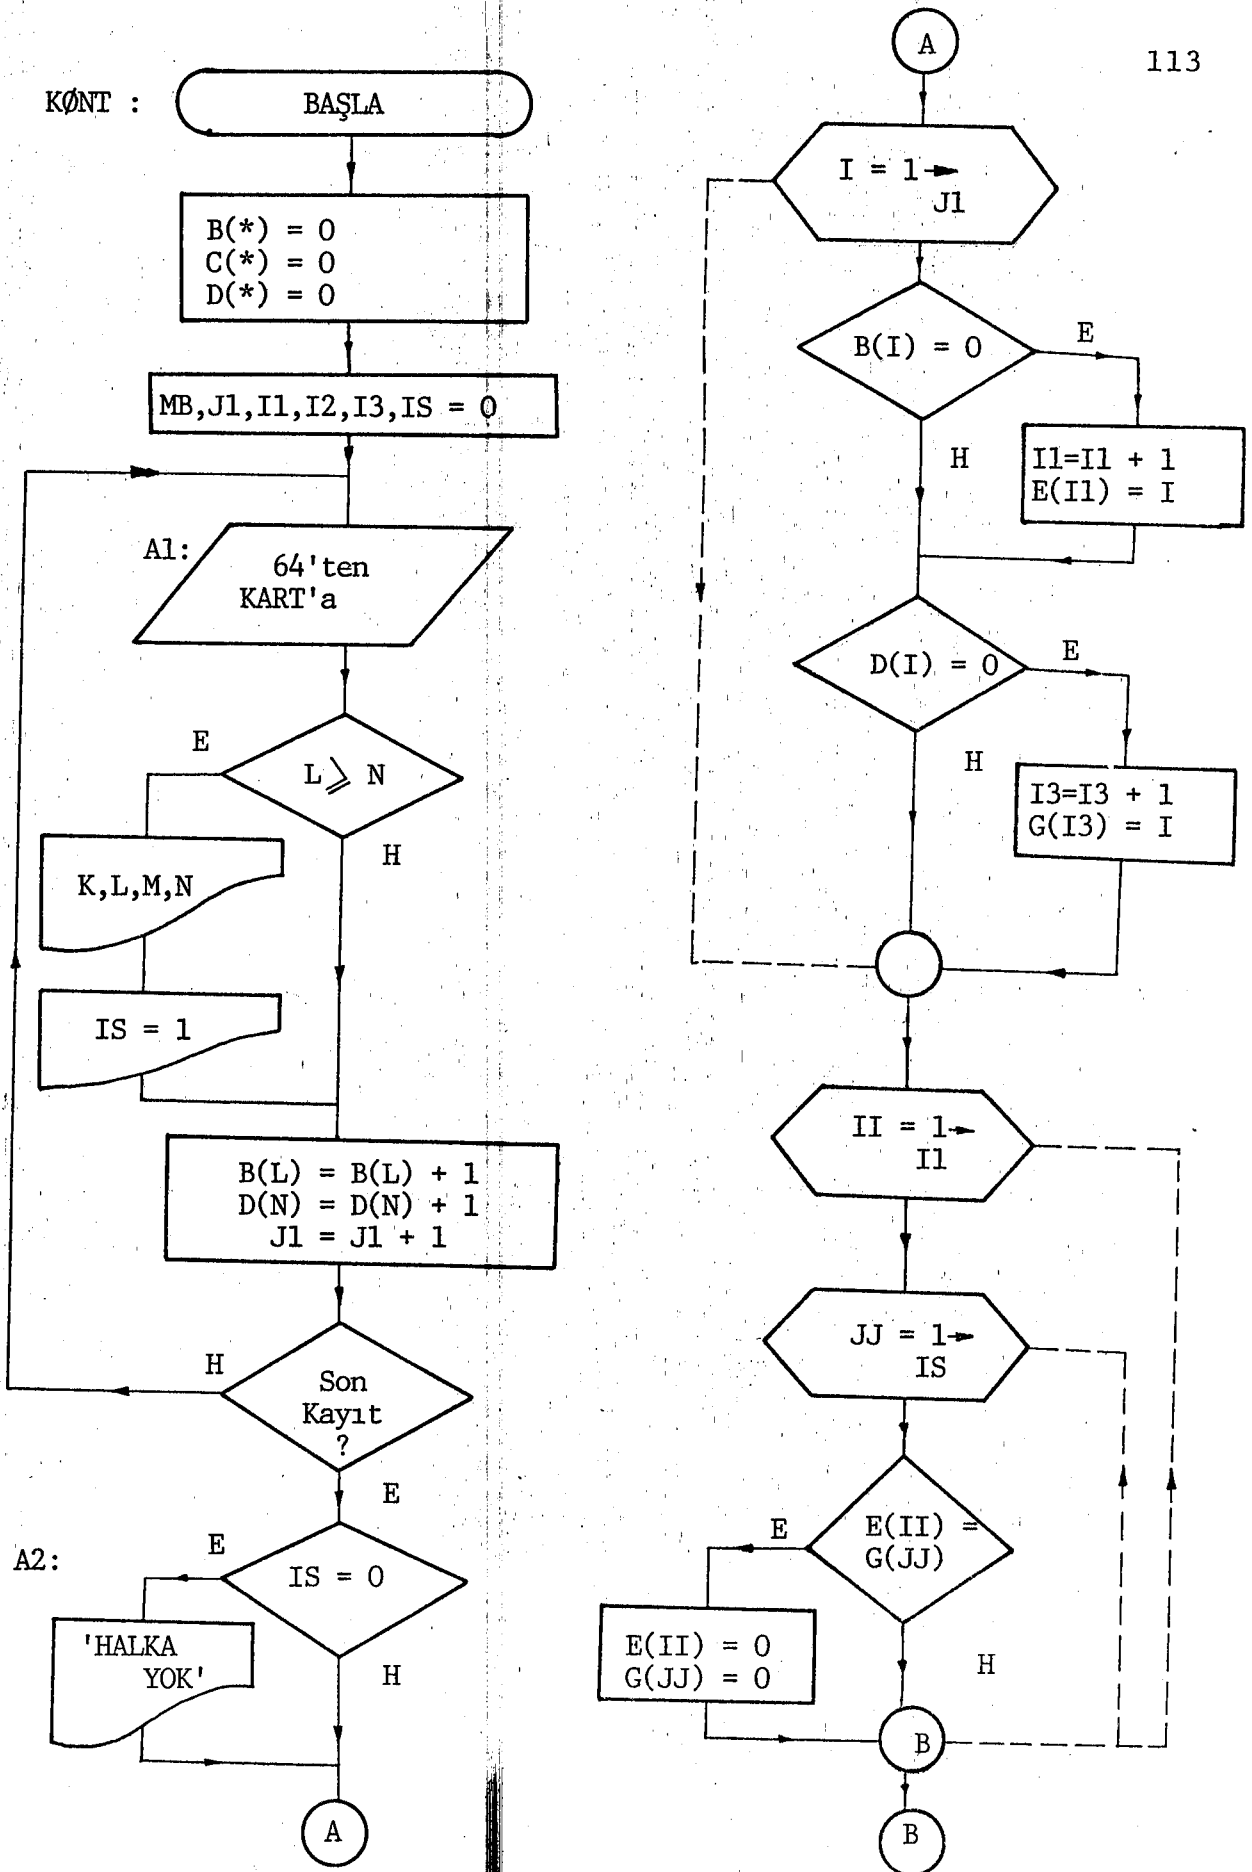 113
KØNT :
BAŞLA
B(*) = 0
C(*) = 0
D(*) = 0
MB,J1,I1,I2,I3,IS = 0
A1:
64'ten
KART'a
L ⩾ N
E
H
K,L,M,N
IS = 1
B(L) = B(L) + 1
D(N) = D(N) + 1
J1 = J1 + 1
Son
Kayıt
?
H
E
A2:
IS = 0
E
H
'HALKA
YOK'
A
A
I = 1→
J1
B(I) = 0
E
H
I1=I1 + 1
E(I1) = I
D(I) = 0
E
H
I3=I3 + 1
G(I3) = I
II = 1→
I1
JJ = 1→
IS
E(II) =
G(JJ)
E
H
E(II) = 0
G(JJ) = 0
B
B